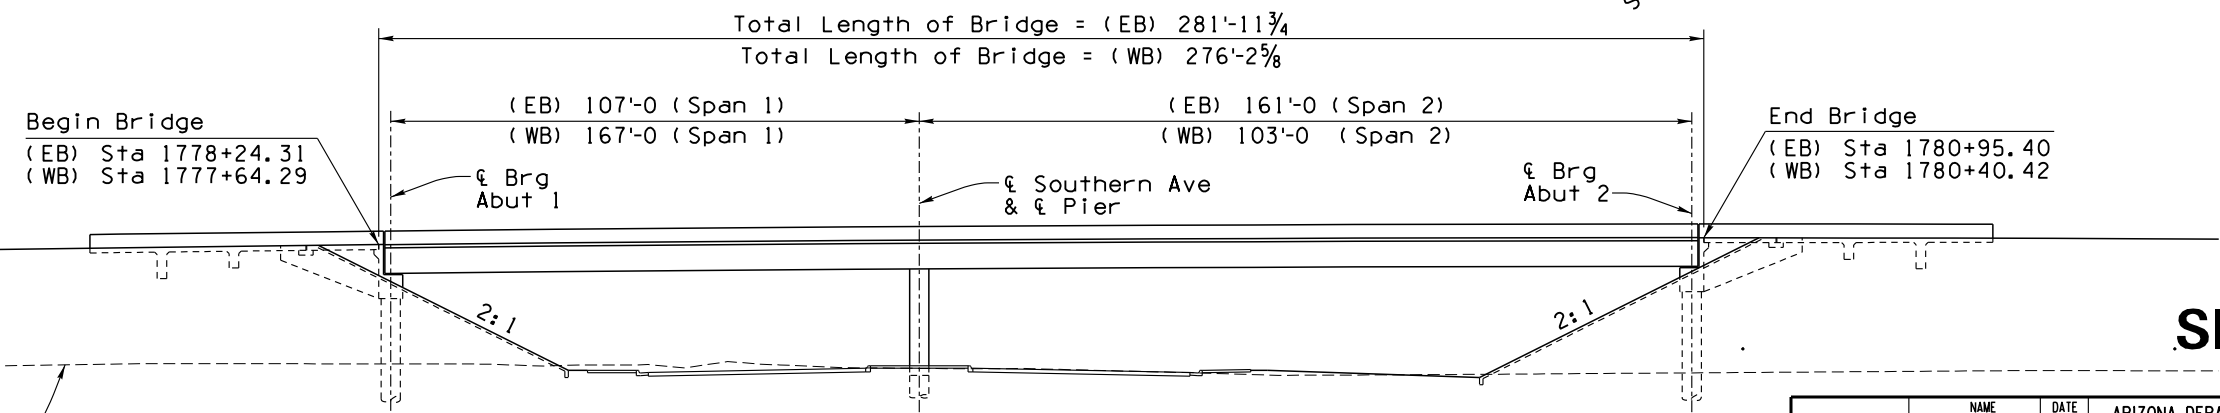 Total Length of Bridge = (EB) 281'-11¾
Total Length of Bridge = (WB) 276'-2⅝
(EB) 107'-0 (Span 1)
(WB) 167'-0 (Span 1)
(EB) 161'-0 (Span 2)
(WB) 103'-0 (Span 2)
Begin Bridge
(EB) Sta 1778+24.31
(WB) Sta 1777+64.29
End Bridge
(EB) Sta 1780+95.40
(WB) Sta 1780+40.42
℄ Brg
Abut 1
℄ Southern Ave
& ℄ Pier
℄ Brg
Abut 2
2:1
2:1
NAME
DATE
ARIZONA